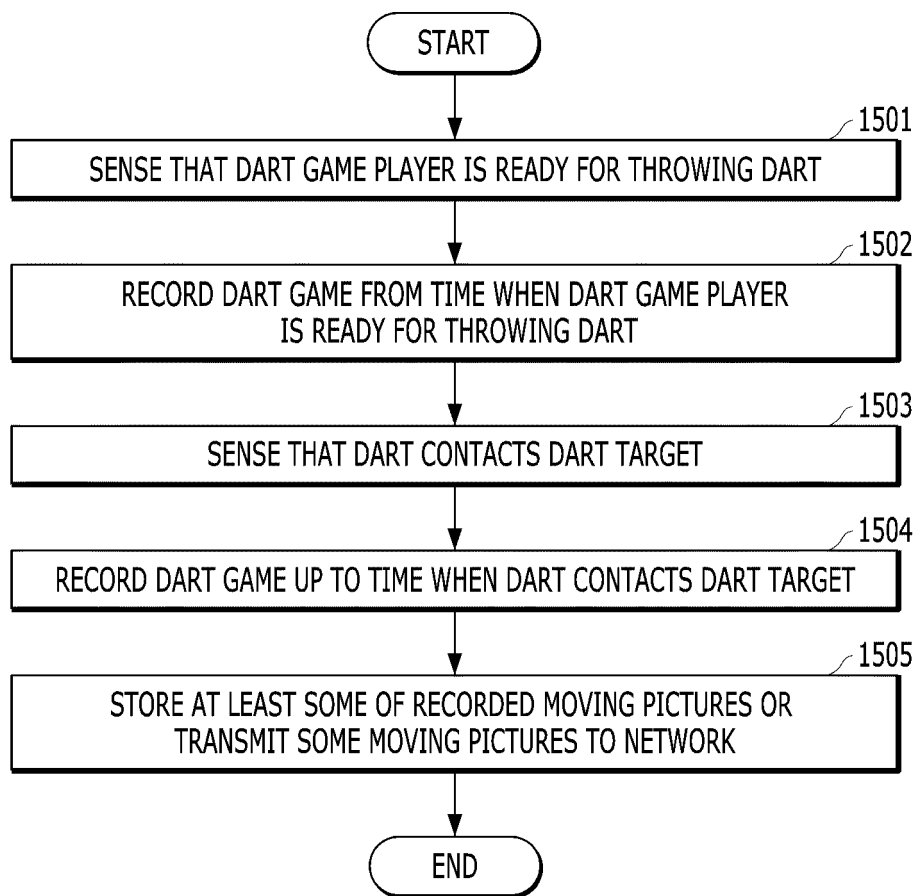 START
1501
SENSE THAT DART GAME PLAYER IS READY FOR THROWING DART
1502
RECORD DART GAME FROM TIME WHEN DART GAME PLAYER
IS READY FOR THROWING DART
1503
SENSE THAT DART CONTACTS DART TARGET
1504
RECORD DART GAME UP TO TIME WHEN DART CONTACTS DART TARGET
1505
STORE AT LEAST SOME OF RECORDED MOVING PICTURES OR
TRANSMIT SOME MOVING PICTURES TO NETWORK
END